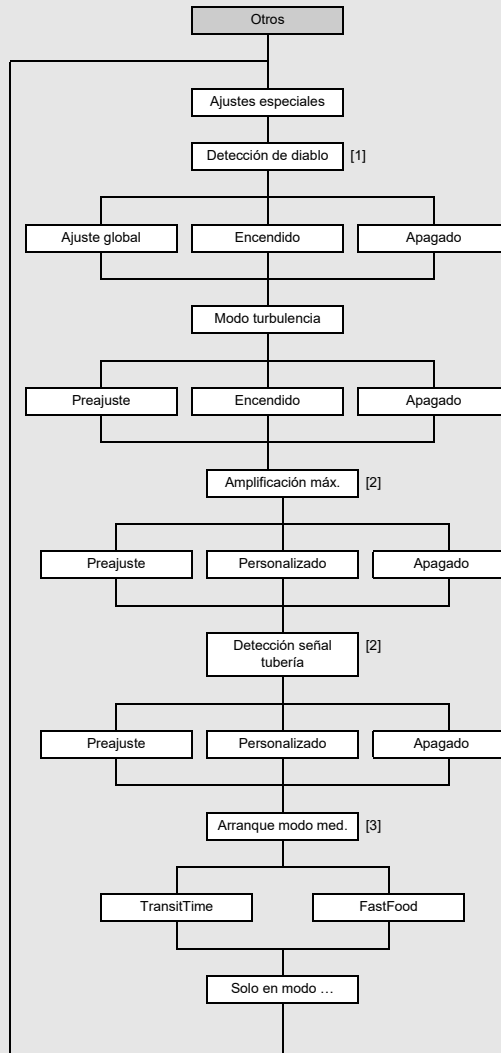 Otros
Ajustes especiales
Detección de diablo [1]
Ajuste global Encendido Apagado
Modo turbulencia
Preajuste Encendido Apagado
Amplificación máx. [2]
Preajuste Personalizado Apagado
Detección señal [2]
tubería
Preajuste Personalizado Apagado
Arranque modo med. [3]
TransitTime FastFood
Solo en modo …